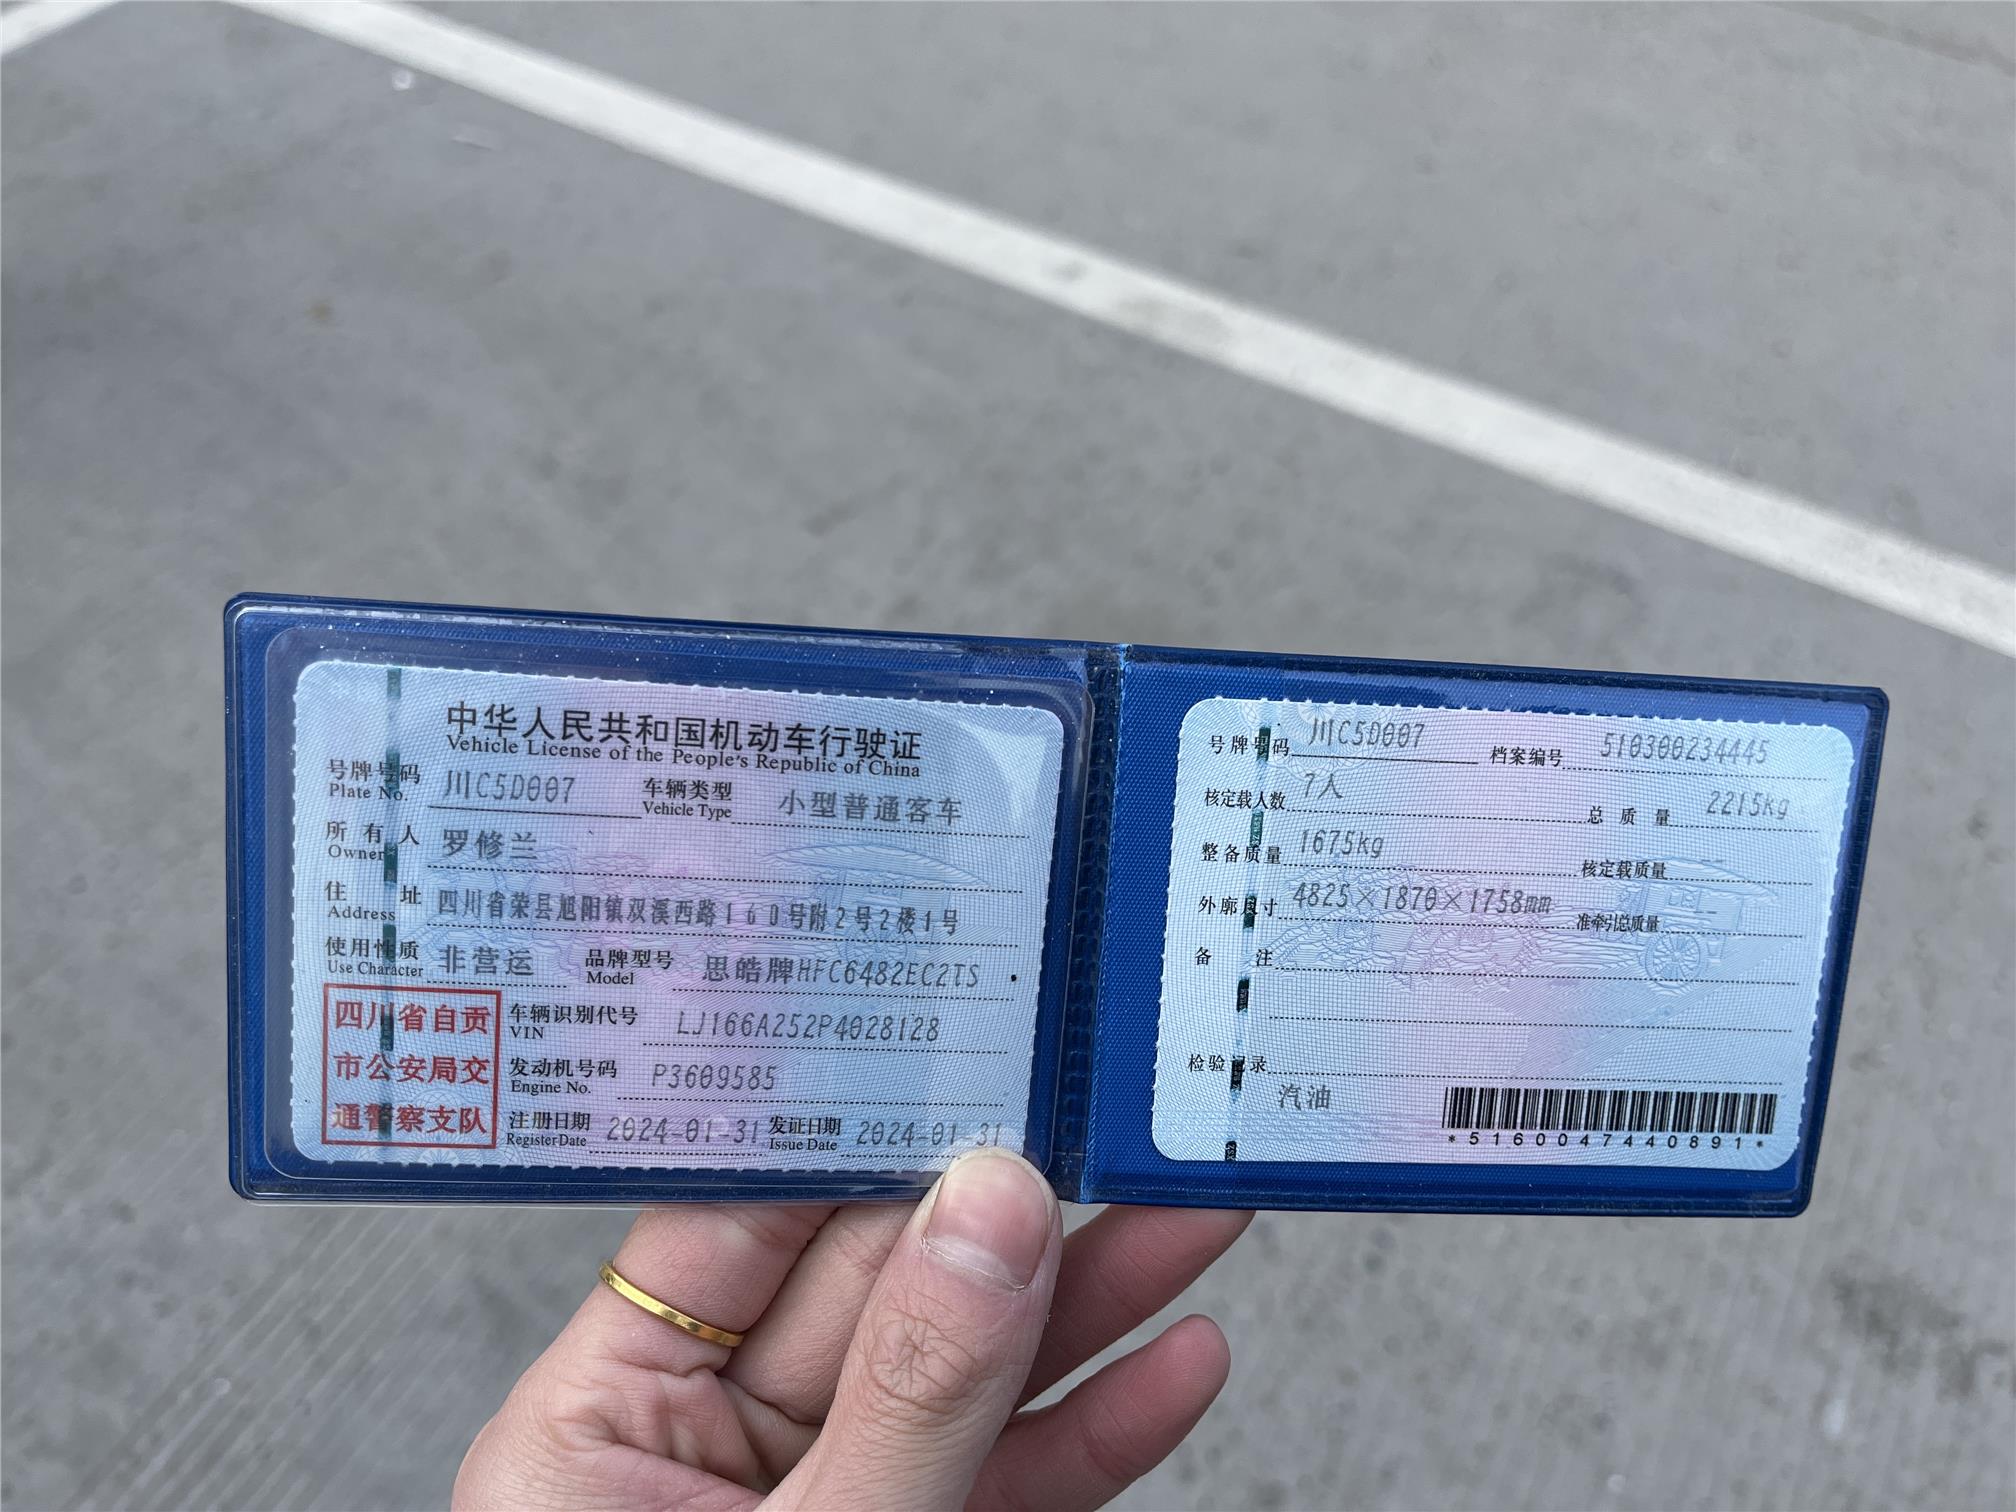 中华人民共和国机动车行驶证
Vehicle License of the People's Republic of China
号牌号码 川C5D007 车辆类型 小型普通客车
Plate No. Vehicle Type
所有人 罗修兰
Owner
住址 四川省荣县旭阳镇双溪西路160号附2号2楼1号
Address
使用性质 非营运 品牌型号 思皓牌HFC6482EC2TS
Use Character Model
四川省自贡
市公安局交
通警察支队
车辆识别代号 LJ166A252P4028128
VIN
发动机号码 P3609585
Engine No.
注册日期 2024-01-31 发证日期 2024-01-31
Register Date Issue Date
号牌号码 川C5D007 档案编号 510300234445
核定载人数 7人 总质量 2215kg
整备质量 1675kg 核定载质量 --
外廓尺寸 4825×1870×1758mm 准牵引总质量 --
备注
检验记录
汽油
*5160047440891*